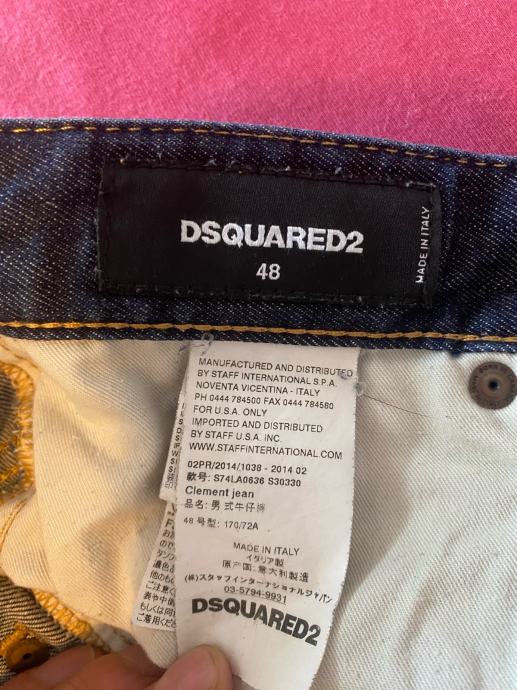 DSQUARED2
48
MADE IN ITALY
MANUFACTURED AND DISTRIBUTED
BY STAFF INTERNATIONAL S.P.A.
NOVENTA VICENTINA - ITALY
PH 0444 784500 FAX 0444 784580
FOR U.S.A. ONLY
IMPORTED AND DISTRIBUTED
BY STAFF U.S.A. INC.
WWW.STAFFINTERNATIONAL.COM
02PR/2014/1038 - 2014 02
款号: S74LA0636 S30330
Clement jean
品名: 男式牛仔裤
48 号型: 170/72A
MADE IN ITALY
イタリア製
原产国: 意大利制造
(株)スタッフインターナショナルジャパン
03-5794-9931
DSQUARED2